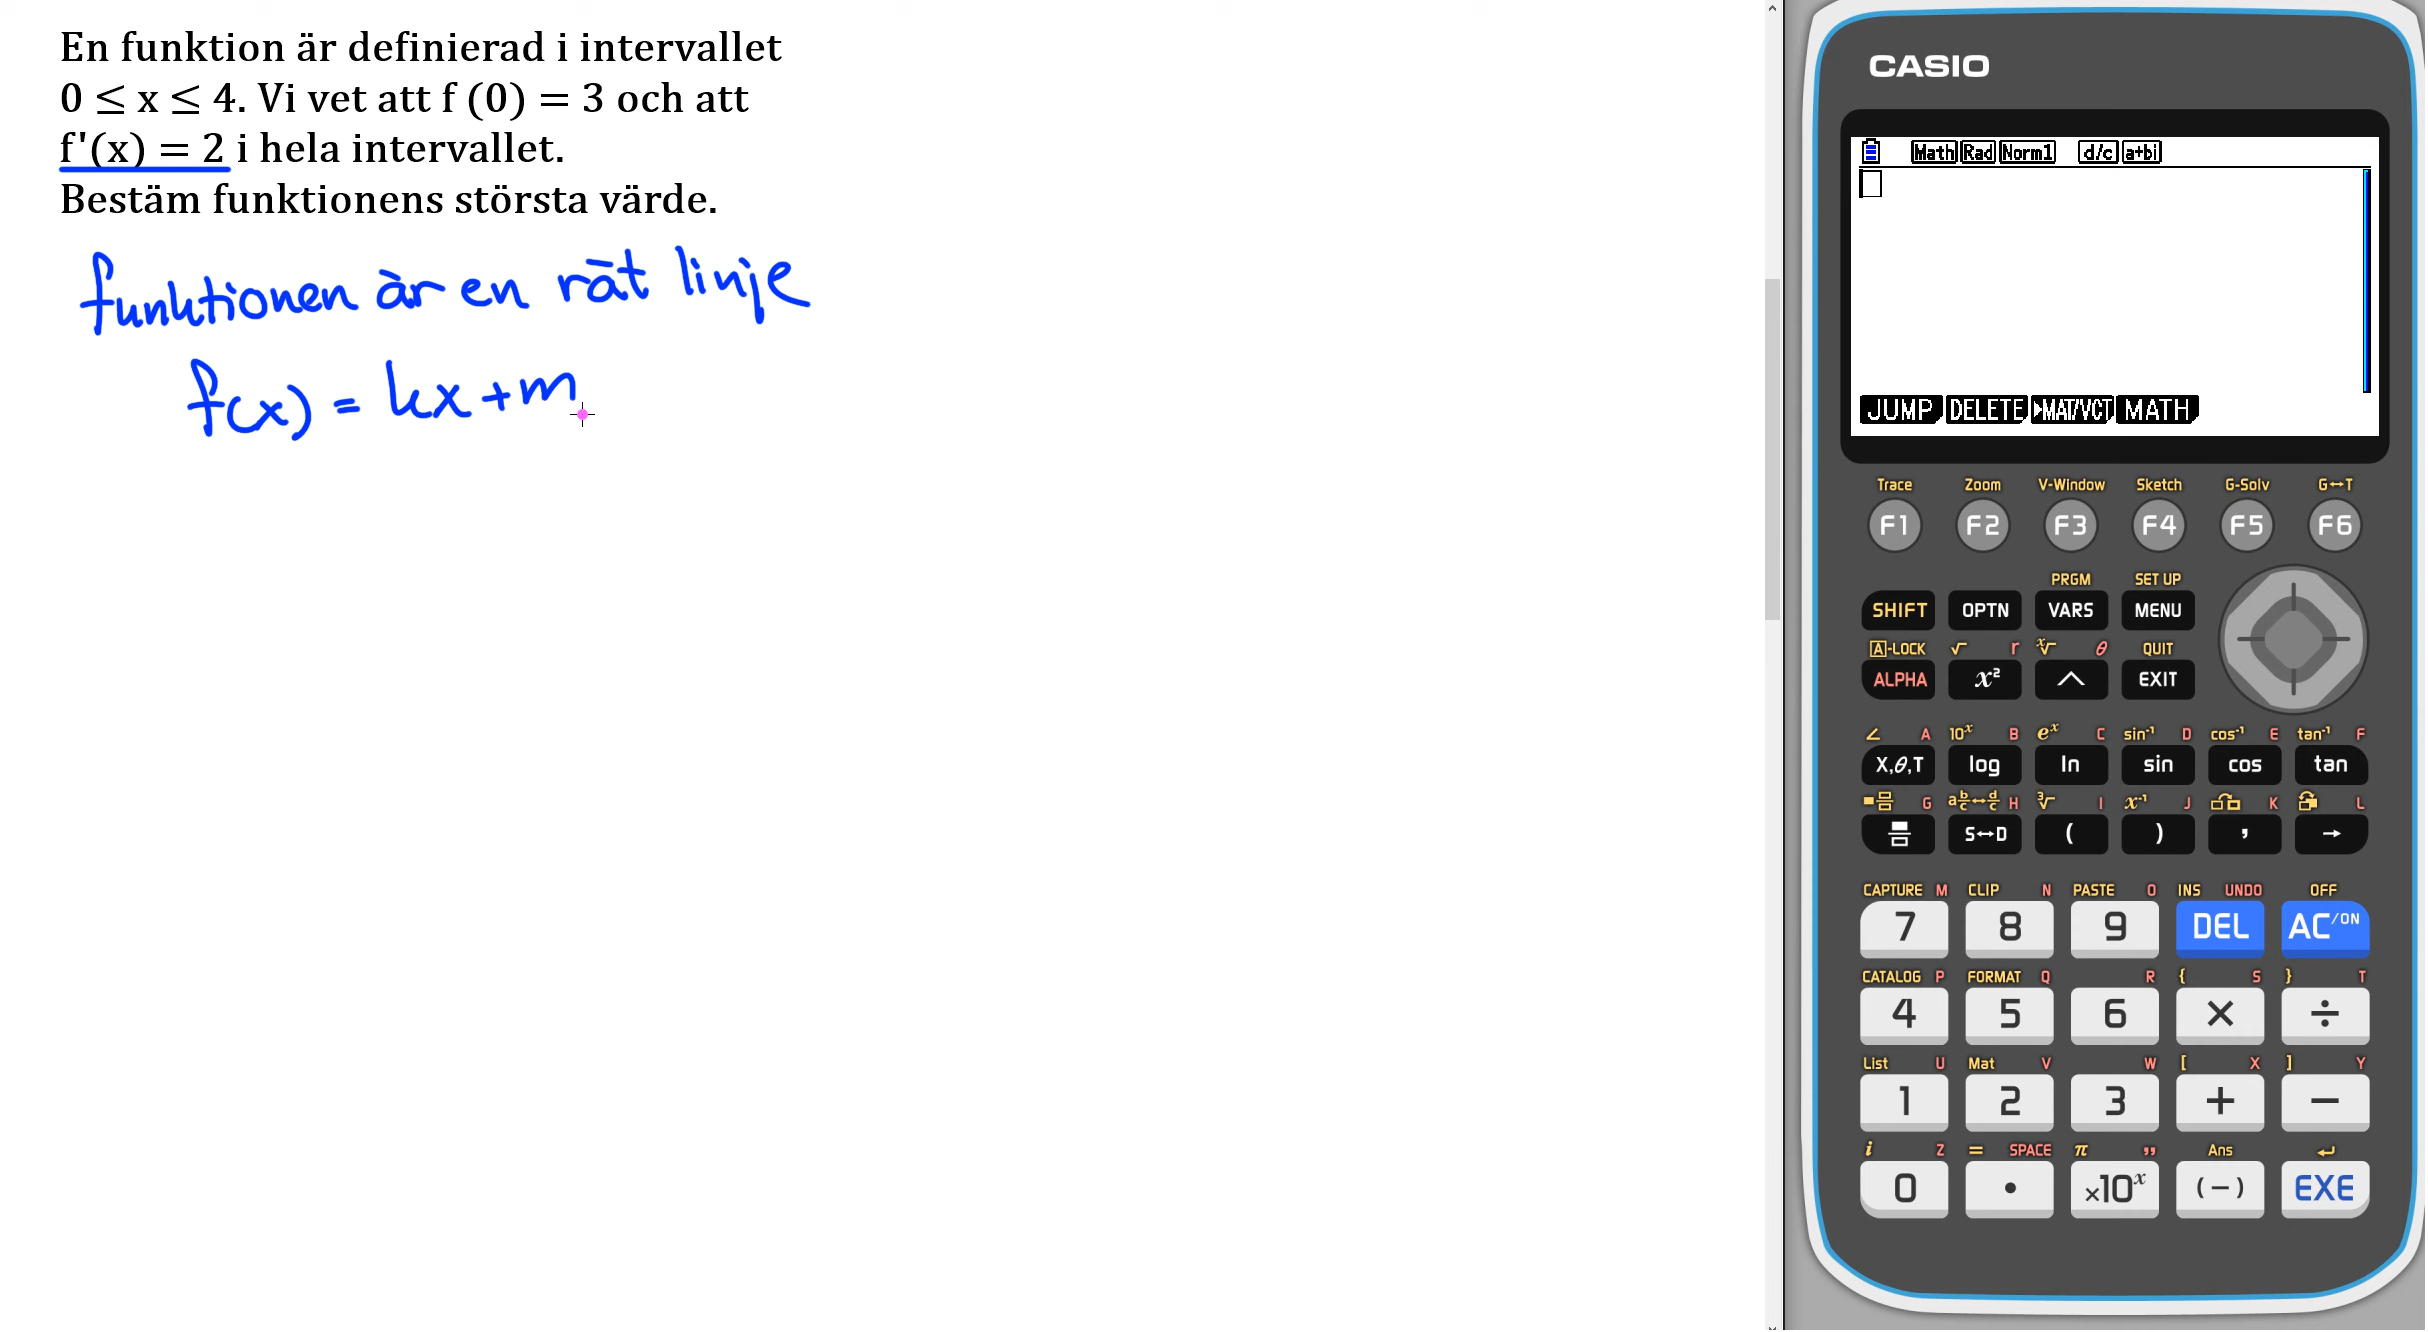 En funktion är definierad i intervallet
0 ≤ x ≤ 4. Vi vet att f (0) = 3 och att
f'(x) = 2 i hela intervallet.
Bestäm funktionens största värde.
funktionen är en rät linje
f(x) = kx+m
CASIO
Math Rad Norm1 d/c a+bi
JUMP DELETE ▶MAT/VCT MATH
Trace Zoom V-Window Sketch G-Solv G↔T
F1 F2 F3 F4 F5 F6
PRGM SET UP
SHIFT OPTN VARS MENU
A-LOCK √ r ˣ√ θ QUIT
ALPHA x² ^ EXIT
∠ A 10ˣ B eˣ C sin⁻¹ D cos⁻¹ E tan⁻¹ F
X,θ,T log ln sin cos tan
G a b/c↔d/c H ³√ I x⁻¹ J K L
S↔D ( ) , →
CAPTURE M CLIP N PASTE O INS UNDO OFF
7 8 9 DEL AC/ON
CATALOG P FORMAT Q R { S } T
4 5 6 × ÷
List U Mat V W [ X ] Y
1 2 3 + −
i Z = SPACE π " Ans ↵
0 • ×10ˣ (−) EXE